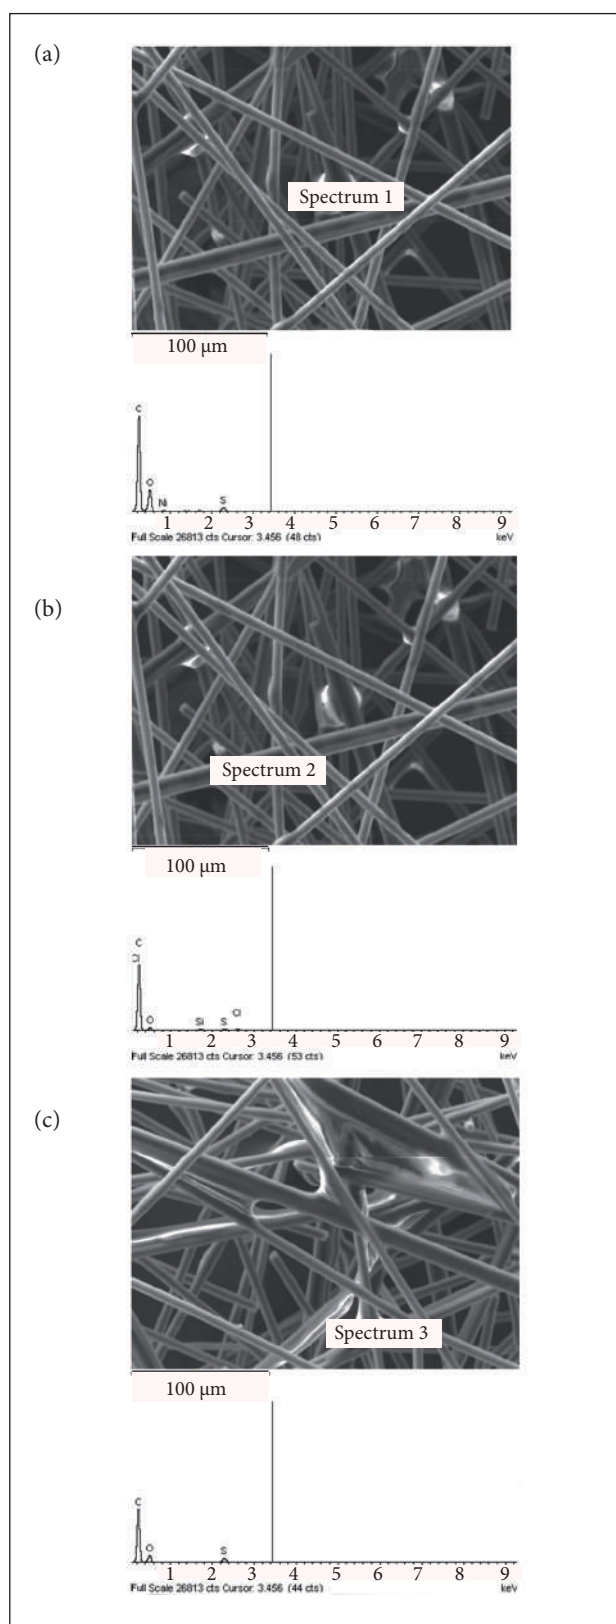 (a)
Spectrum 1
100 µm
C
O
Ni
S
1 2 3 4 5 6 7 8 9
Full Scale 26813 cts Cursor: 3.456 (48 cts) keV
(b)
Spectrum 2
100 µm
C
Cl
O
Si
S
Cl
1 2 3 4 5 6 7 8 9
Full Scale 26813 cts Cursor: 3.456 (53 cts) keV
(c)
Spectrum 3
100 µm
C
O
S
1 2 3 4 5 6 7 8 9
Full Scale 26813 cts Cursor: 3.456 (44 cts) keV